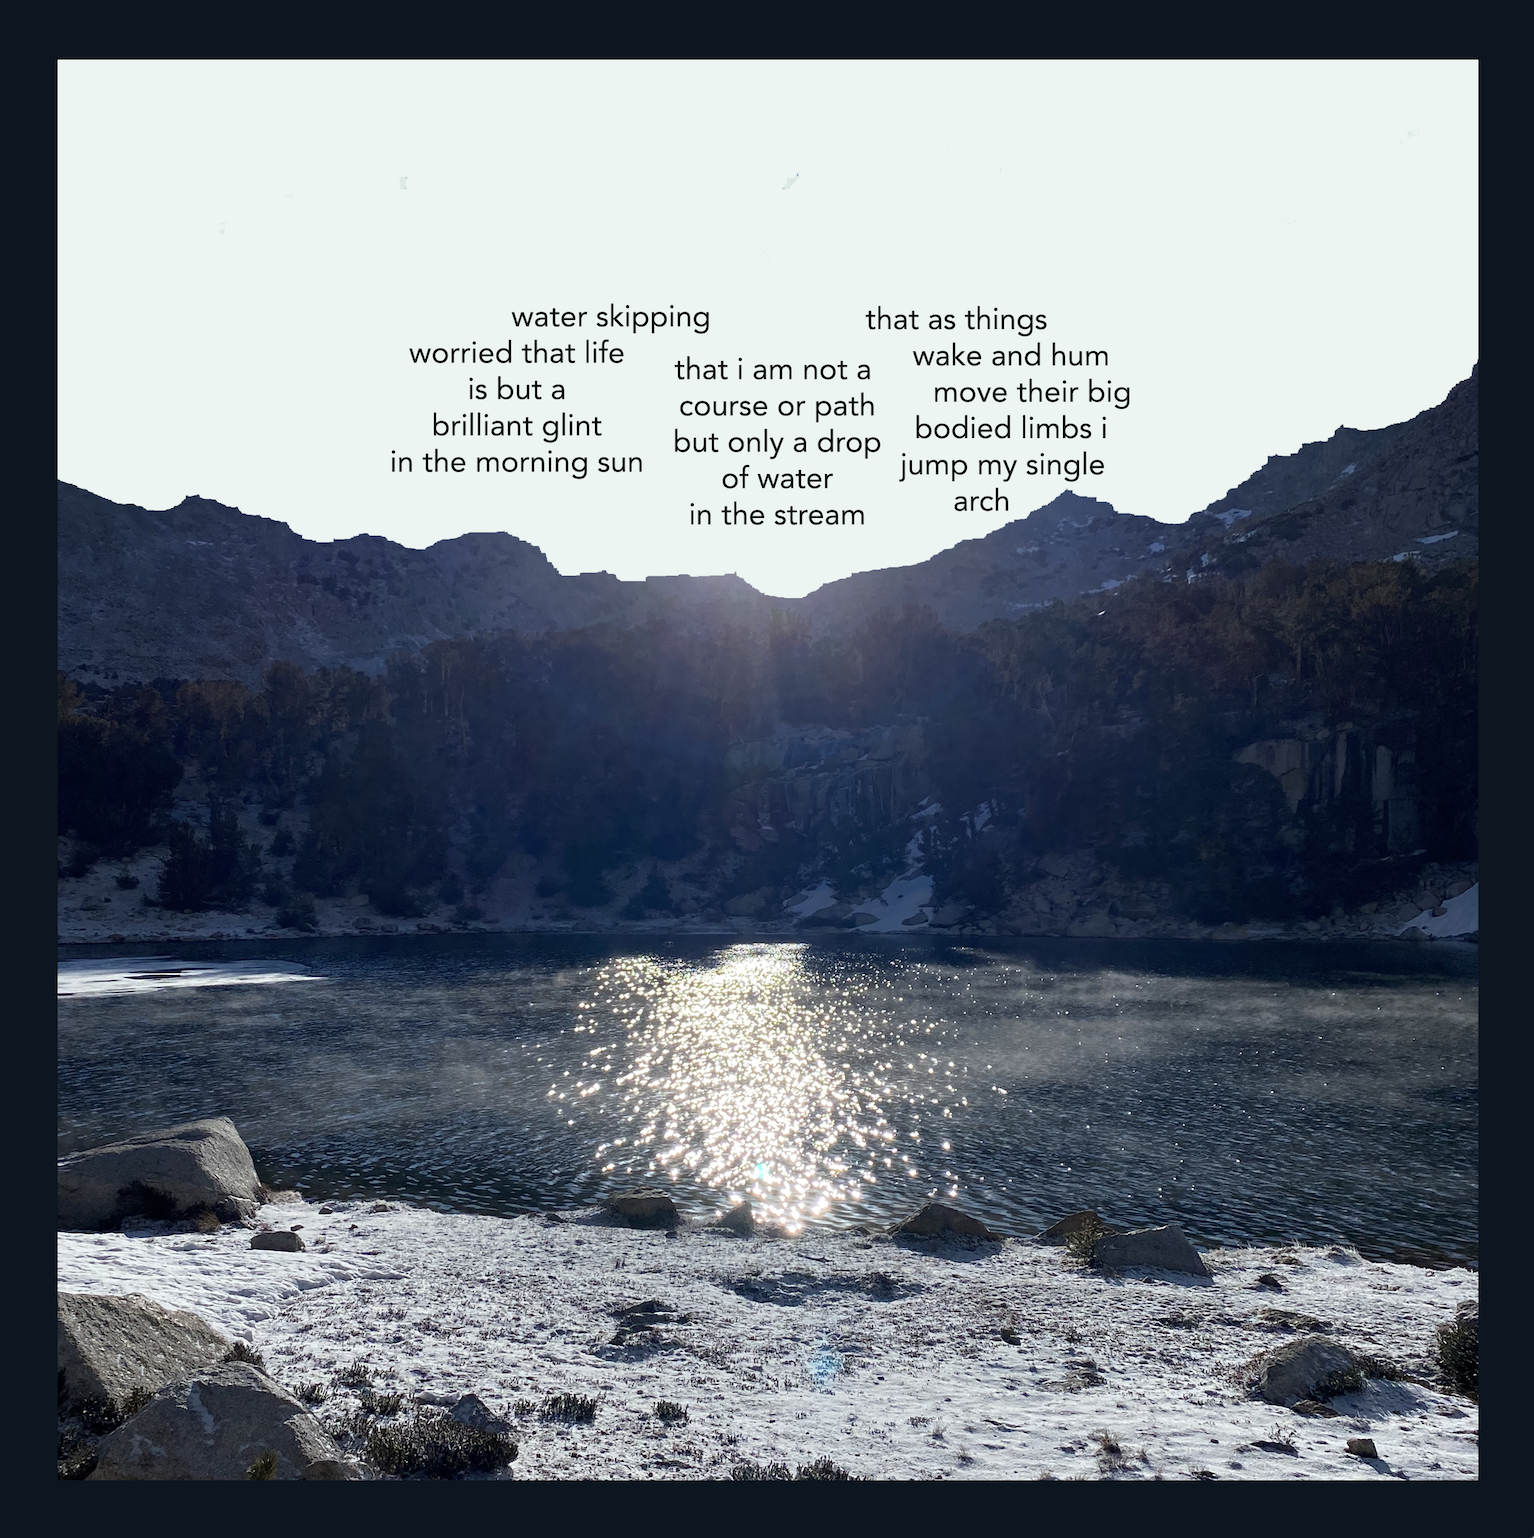 water skipping
worried that life
is but a
brilliant glint
in the morning sun
that i am not a
course or path
but only a drop
of water
in the stream
that as things
wake and hum
move their big
bodied limbs i
jump my single
arch